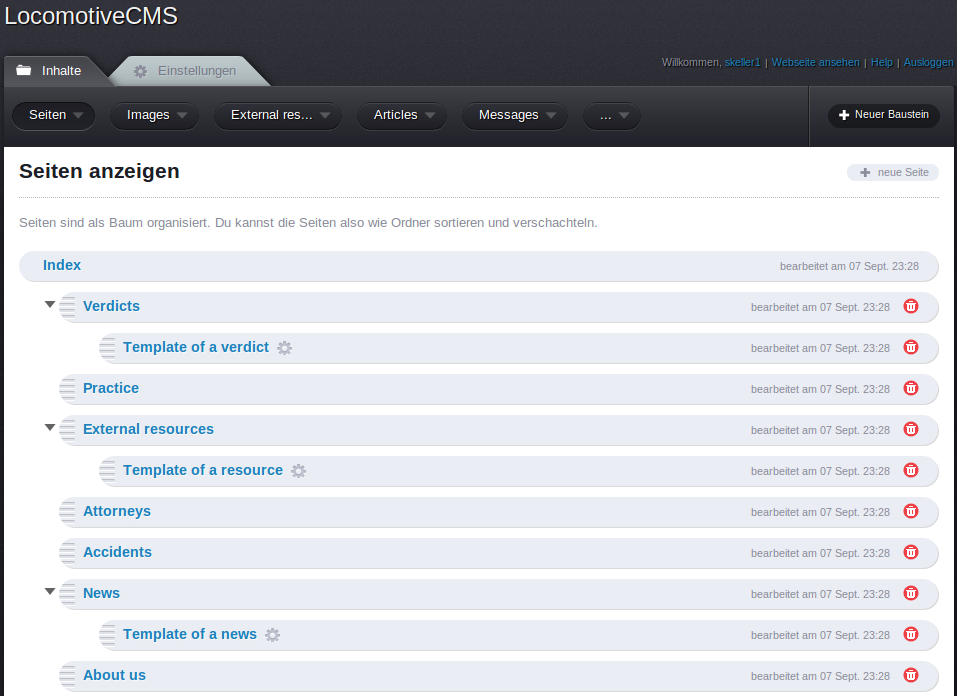 LocomotiveCMS
Inhalte Einstellungen Willkommen, skeller1 | Webseite ansehen | Help | Ausloggen
Seiten Images External res... Articles Messages ... Neuer Baustein
Seiten anzeigen neue Seite
Seiten sind als Baum organisiert. Du kannst die Seiten also wie Ordner sortieren und verschachteln.
Index bearbeitet am 07 Sept. 23:28
Verdicts bearbeitet am 07 Sept. 23:28
Template of a verdict bearbeitet am 07 Sept. 23:28
Practice bearbeitet am 07 Sept. 23:28
External resources bearbeitet am 07 Sept. 23:28
Template of a resource bearbeitet am 07 Sept. 23:28
Attorneys bearbeitet am 07 Sept. 23:28
Accidents bearbeitet am 07 Sept. 23:28
News bearbeitet am 07 Sept. 23:28
Template of a news bearbeitet am 07 Sept. 23:28
About us bearbeitet am 07 Sept. 23:28